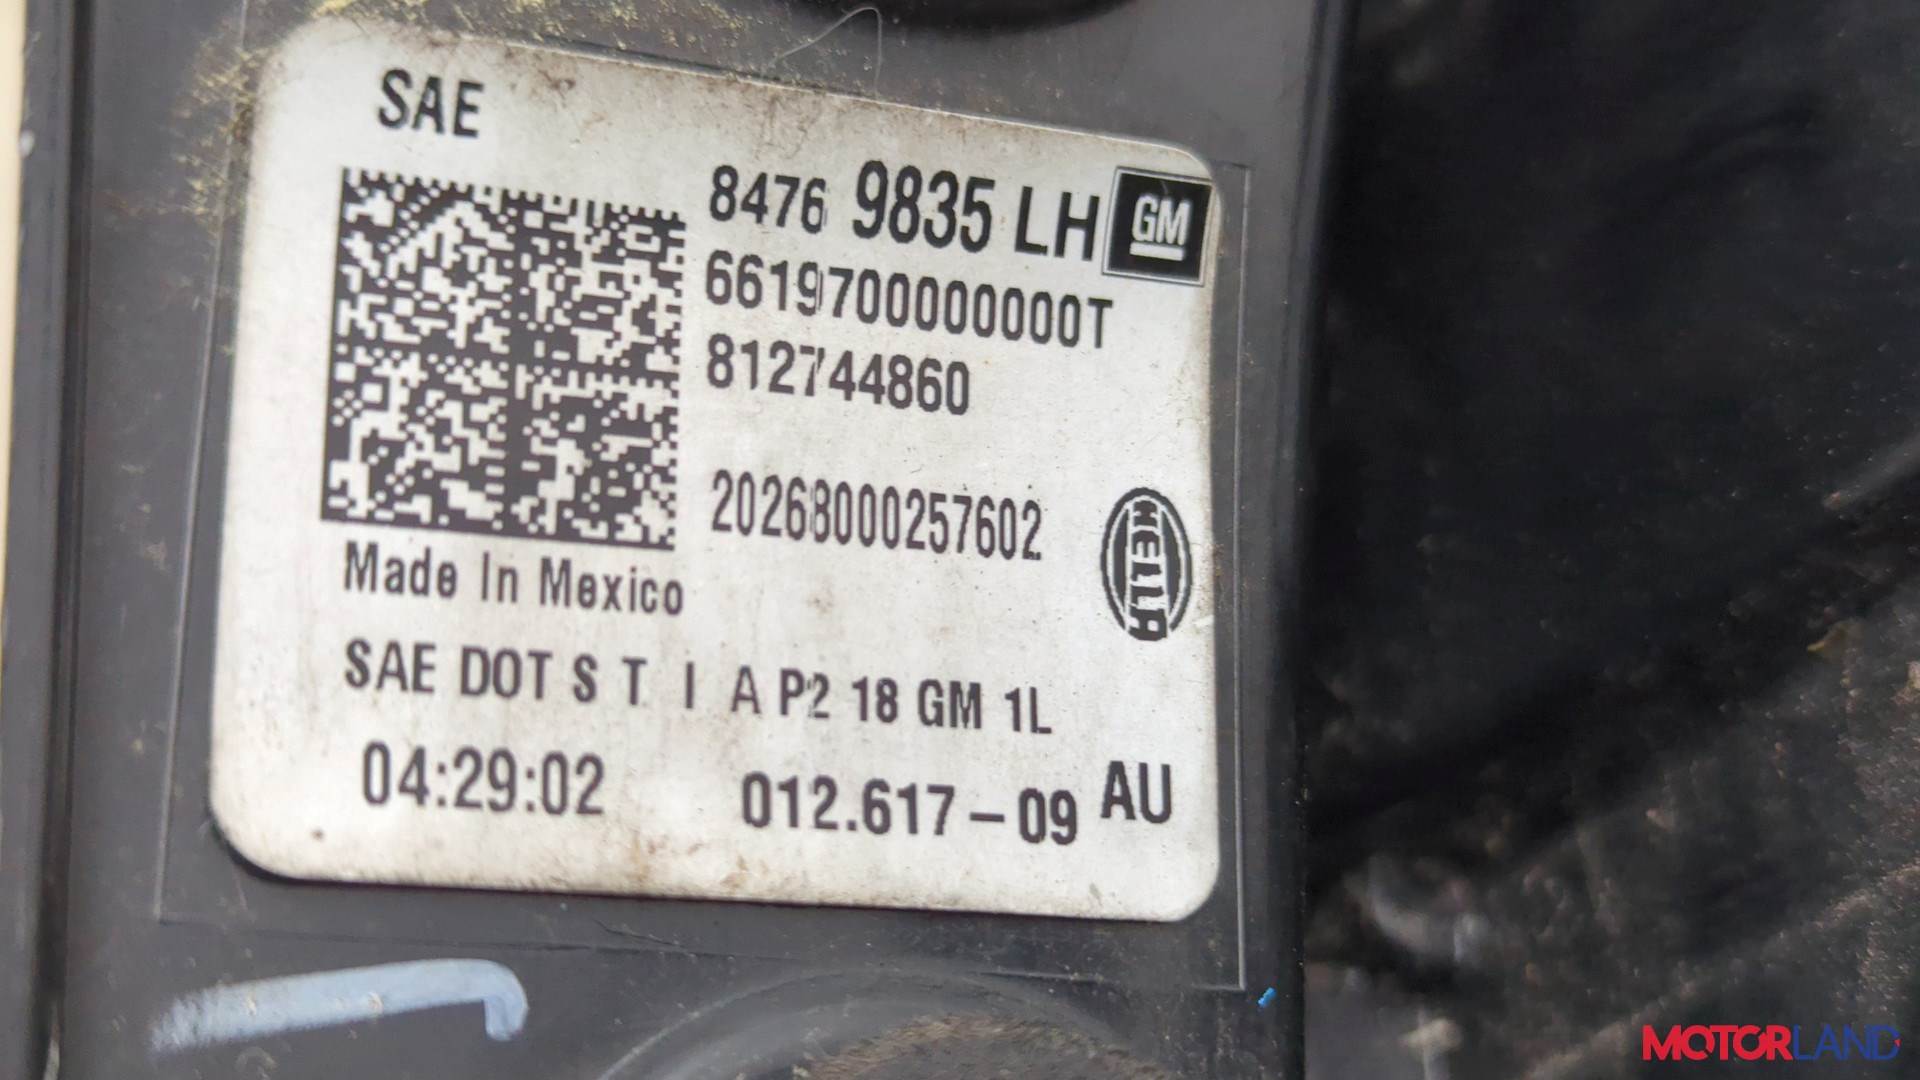 SAE
8476 9835 LH GM
6619700000000T
812744860
20268000257602
HELLA
Made In Mexico
SAE DOT S T I A P2 18 GM 1L
04:29:02 012.617-09 AU
MOTORLAND